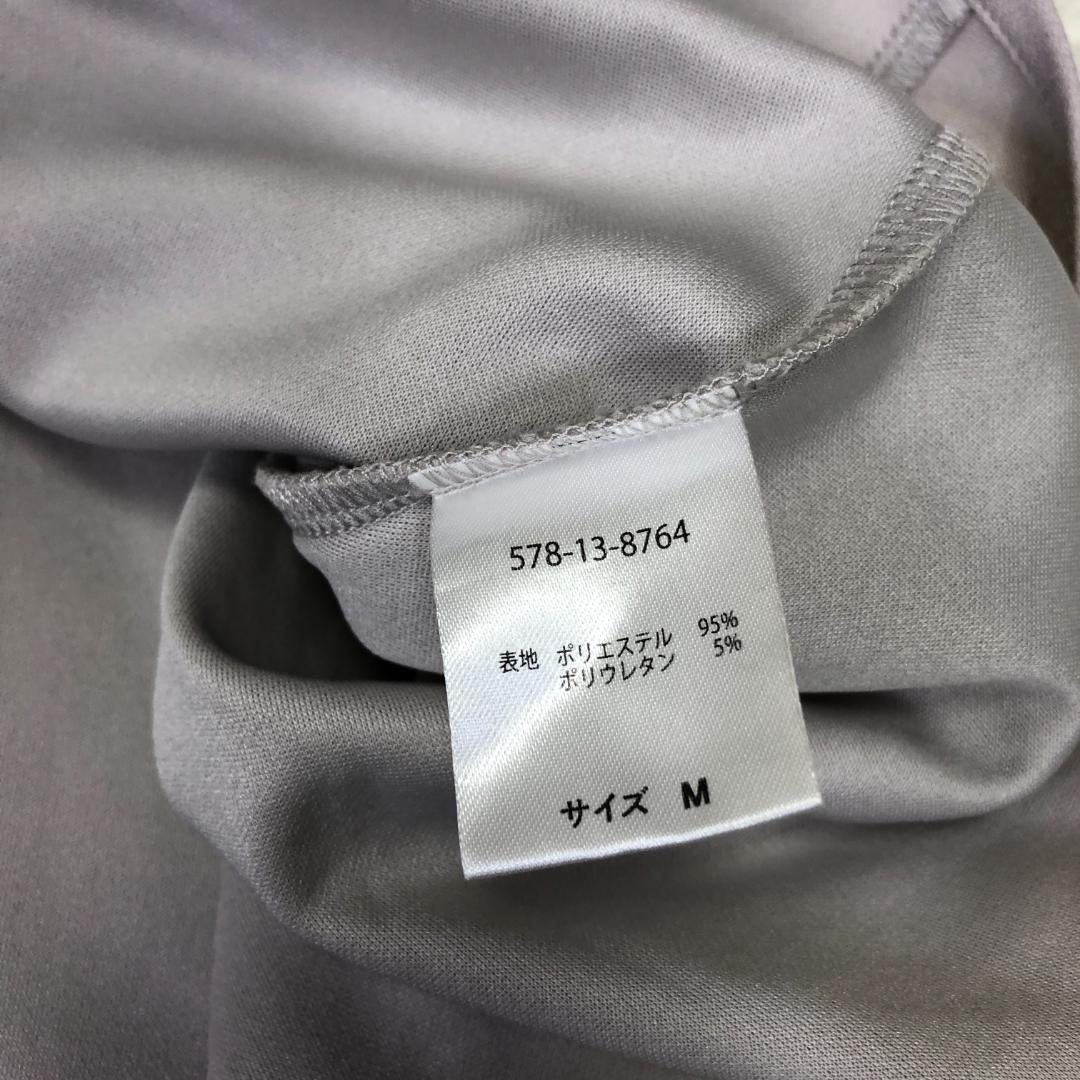 578-13-8764
表地 ポリエステル 95%
ポリウレタン 5%
サイズ M